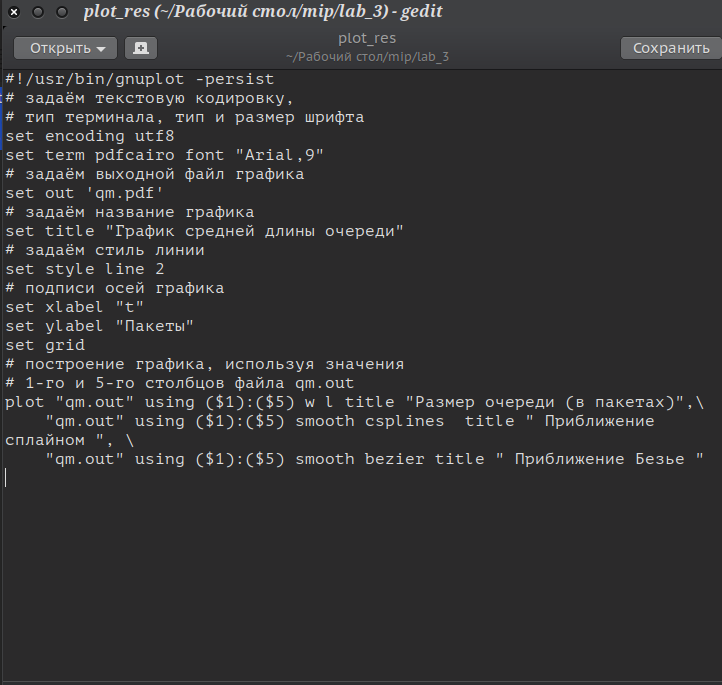 plot_res (~/Рабочий стол/mip/lab_3) - gedit
Открыть
plot_res
~/Рабочий стол/mip/lab_3
Сохранить
#!/usr/bin/gnuplot -persist
# задаём текстовую кодировку,
# тип терминала, тип и размер шрифта
set encoding utf8
set term pdfcairo font "Arial,9"
# задаём выходной файл графика
set out 'qm.pdf'
# задаём название графика
set title "График средней длины очереди"
# задаём стиль линии
set style line 2
# подписи осей графика
set xlabel "t"
set ylabel "Пакеты"
set grid
# построение графика, используя значения
# 1-го и 5-го столбцов файла qm.out
plot "qm.out" using ($1):($5) w l title "Размер очереди (в пакетах)",\
    "qm.out" using ($1):($5) smooth csplines  title " Приближение
сплайном ", \
    "qm.out" using ($1):($5) smooth bezier title " Приближение Безье "